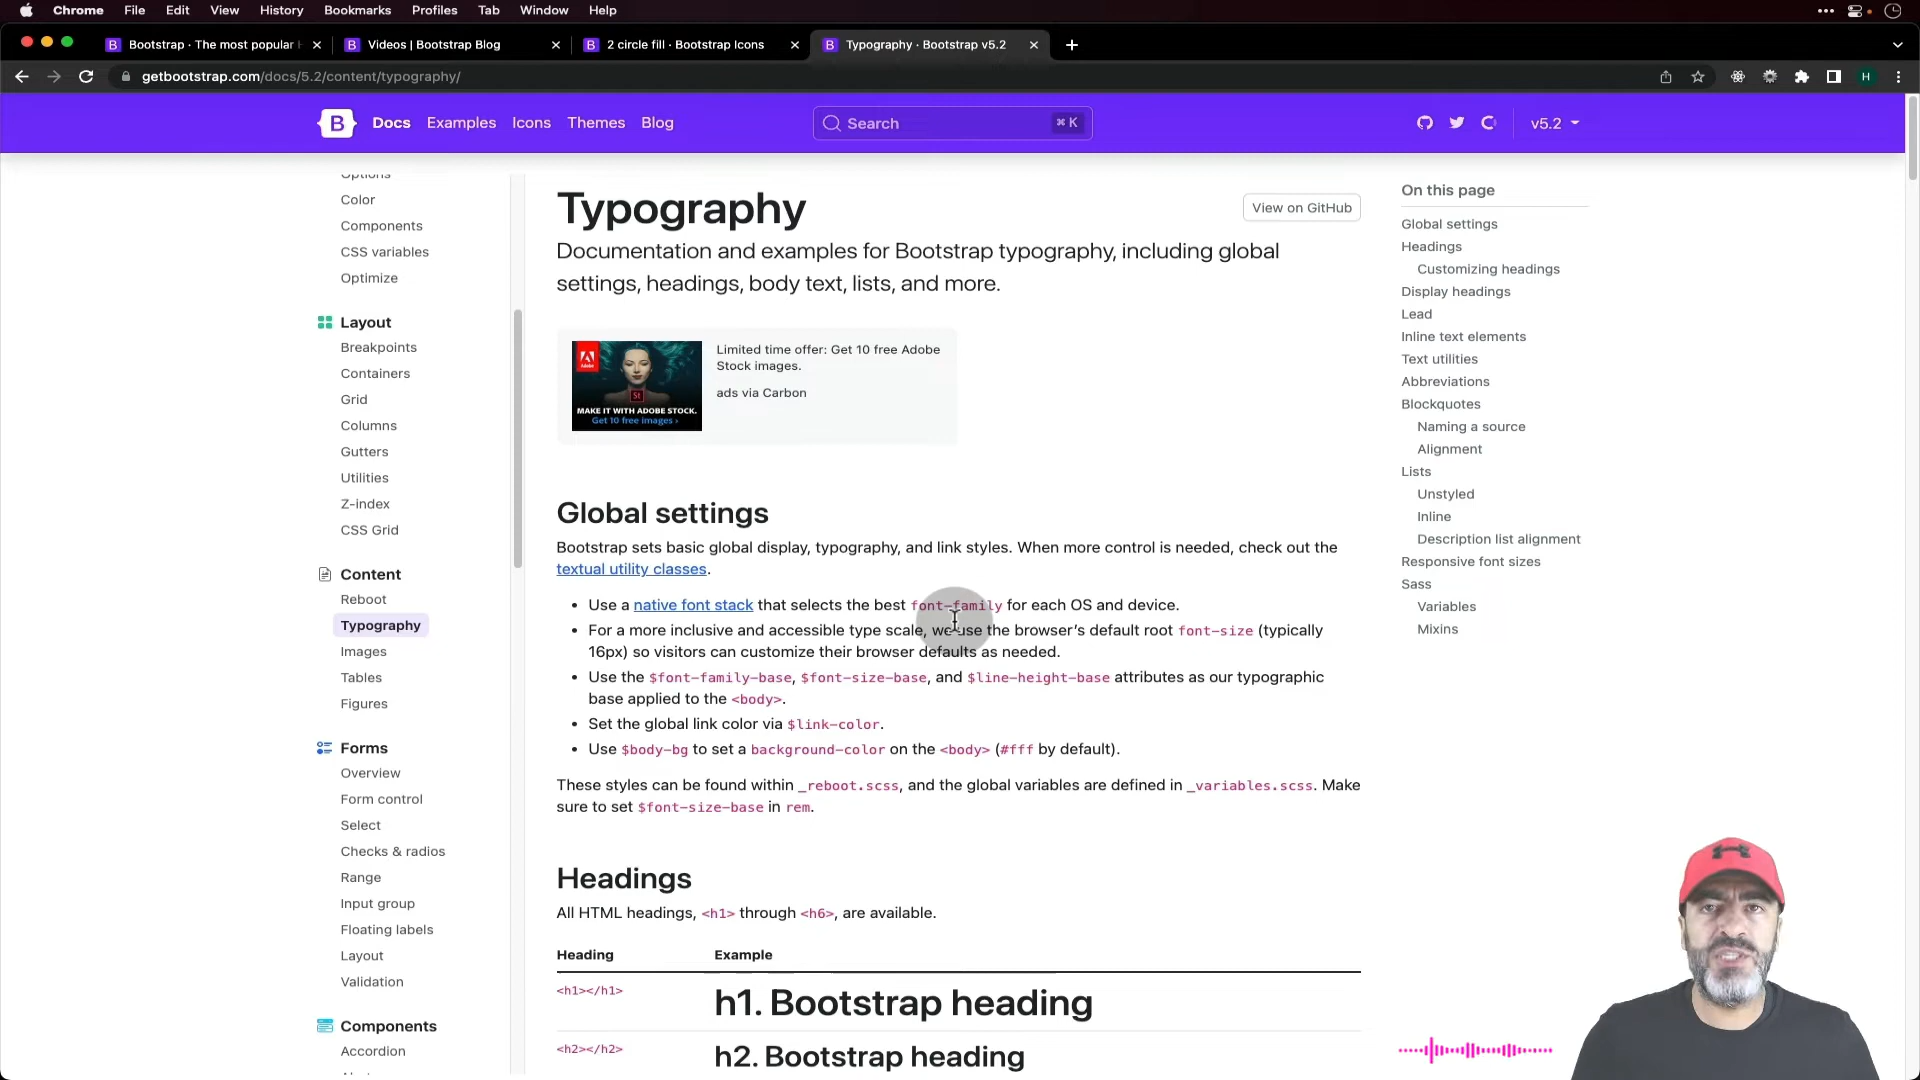 Chrome File Edit View History Bookmarks Profiles Tab Window Help
Bootstrap · The most popular H
Videos | Bootstrap Blog
2 circle fill · Bootstrap Icons
Typography · Bootstrap v5.2
getbootstrap.com/docs/5.2/content/typography/
H
B Docs Examples Icons Themes Blog
Search ⌘ K
v5.2
Options
Color
Components
CSS variables
Optimize
Layout
Breakpoints
Containers
Grid
Columns
Gutters
Utilities
Z-index
CSS Grid
Content
Reboot
Typography
Images
Tables
Figures
Forms
Overview
Form control
Select
Checks & radios
Range
Input group
Floating labels
Layout
Validation
Components
Accordion
Typography
View on GitHub
Documentation and examples for Bootstrap typography, including global
settings, headings, body text, lists, and more.
Adobe
St
MAKE IT WITH ADOBE STOCK.
Get 10 free images ›
Limited time offer: Get 10 free Adobe
Stock images.
ads via Carbon
Global settings
Bootstrap sets basic global display, typography, and link styles. When more control is needed, check out the
textual utility classes.
• Use a native font stack that selects the best font-family for each OS and device.
• For a more inclusive and accessible type scale, we use the browser's default root font-size (typically
16px) so visitors can customize their browser defaults as needed.
• Use the $font-family-base, $font-size-base, and $line-height-base attributes as our typographic
base applied to the <body>.
• Set the global link color via $link-color.
• Use $body-bg to set a background-color on the <body> (#fff by default).
These styles can be found within _reboot.scss, and the global variables are defined in _variables.scss. Make
sure to set $font-size-base in rem.
Headings
All HTML headings, <h1> through <h6>, are available.
Heading Example
<h1></h1> h1. Bootstrap heading
<h2></h2> h2. Bootstrap heading
On this page
Global settings
Headings
Customizing headings
Display headings
Lead
Inline text elements
Text utilities
Abbreviations
Blockquotes
Naming a source
Alignment
Lists
Unstyled
Inline
Description list alignment
Responsive font sizes
Sass
Variables
Mixins